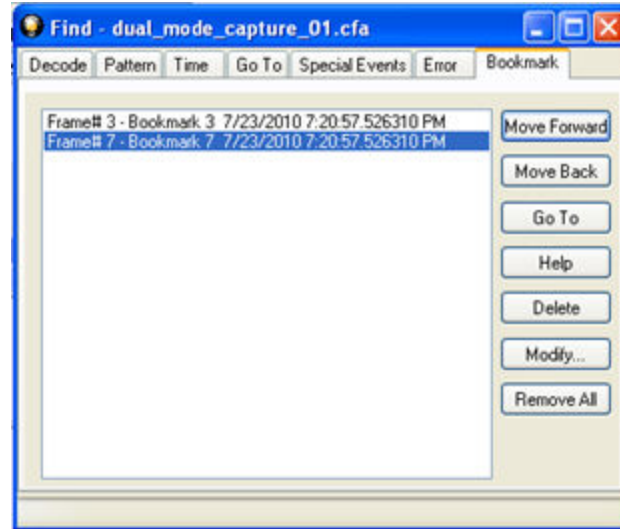 Find - dual_mode_capture_01.cfa
Decode Pattern Time Go To Special Events Error Bookmark
Frame# 3 - Bookmark 3 7/23/2010 7:20:57.526310 PM
Frame# 7 - Bookmark 7 7/23/2010 7:20:57.526310 PM
Move Forward
Move Back
Go To
Help
Delete
Modify...
Remove All